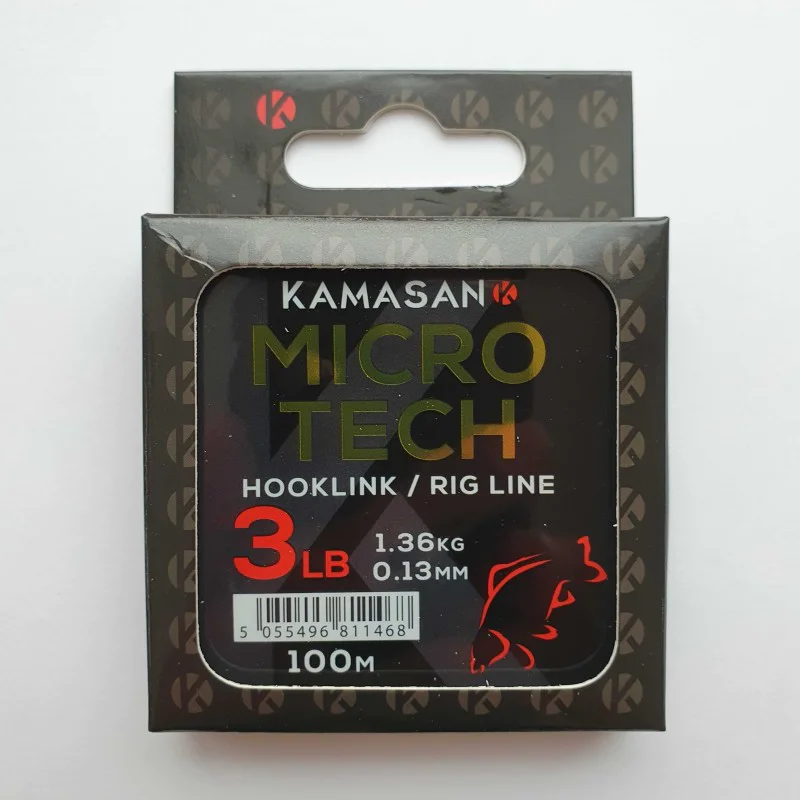 KAMASAN K
MICRO
TECH
HOOKLINK / RIG LINE
3LB 1.36KG
0.13MM
5 055496 811468
100M